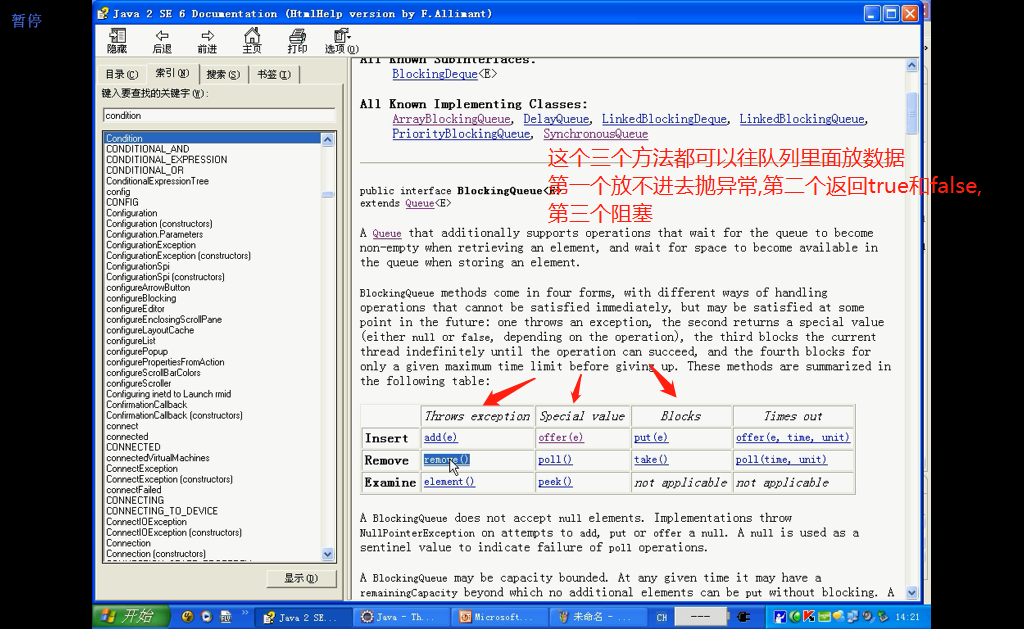 暂停
Java 2 SE 6 Documentation (HtmlHelp version by F.Allimant)
隐藏 后退 前进 主页 打印 选项(O)
目录(C) 索引(N) 搜索(S) 书签(I)
键入要查找的关键字(W):
condition
Condition
CONDITIONAL_AND
CONDITIONAL_EXPRESSION
CONDITIONAL_OR
ConditionalExpressionTree
config
CONFIG
Configuration
Configuration (constructors)
Configuration.Parameters
ConfigurationException
ConfigurationException (constructors)
ConfigurationSpi
ConfigurationSpi (constructors)
configureArrowButton
configureBlocking
configureEditor
configureEnclosingScrollPane
configureLayoutCache
configureList
configurePopup
configurePropertiesFromAction
configureScrollBarColors
configureScroller
Configuring inetd to Launch rmid
ConfirmationCallback
ConfirmationCallback (constructors)
connect
connected
CONNECTED
connectedVirtualMachines
ConnectException
ConnectException (constructors)
connectFailed
CONNECTING
CONNECTING_TO_DEVICE
ConnectIOException
ConnectIOException (constructors)
Connection
Connection (constructors)
显示(D)
All Known Subinterfaces:
BlockingDeque<E>
All Known Implementing Classes:
ArrayBlockingQueue, DelayQueue, LinkedBlockingDeque, LinkedBlockingQueue,
PriorityBlockingQueue, SynchronousQueue
这个三个方法都可以往队列里面放数据
第一个放不进去抛异常,第二个返回true和false,
第三个阻塞
public interface BlockingQueue<E>
extends Queue<E>
A Queue that additionally supports operations that wait for the queue to become
non-empty when retrieving an element, and wait for space to become available in
the queue when storing an element.
BlockingQueue methods come in four forms, with different ways of handling
operations that cannot be satisfied immediately, but may be satisfied at some
point in the future: one throws an exception, the second returns a special value
(either null or false, depending on the operation), the third blocks the current
thread indefinitely until the operation can succeed, and the fourth blocks for
only a given maximum time limit before giving up. These methods are summarized in
the following table:
Throws exception Special value Blocks Times out
Insert add(e) offer(e) put(e) offer(e, time, unit)
Remove remove() poll() take() poll(time, unit)
Examine element() peek() not applicable not applicable
A BlockingQueue does not accept null elements. Implementations throw
NullPointerException on attempts to add, put or offer a null. A null is used as a
sentinel value to indicate failure of poll operations.
A BlockingQueue may be capacity bounded. At any given time it may have a
remainingCapacity beyond which no additional elements can be put without blocking. A
开始 Java 2 SE... Java - Th... Microsoft... 未命名 - ... CH 14:21